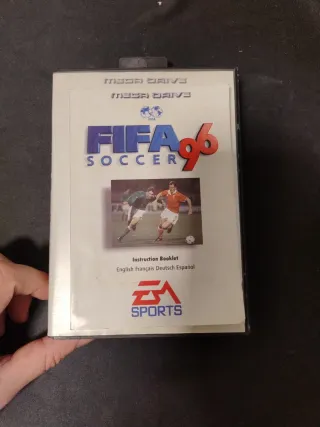 MEGA DRIVE
MEGA DRIVE
FIFA 96
SOCCER
Instruction Booklet
English Français Deutsch Español
EA
SPORTS